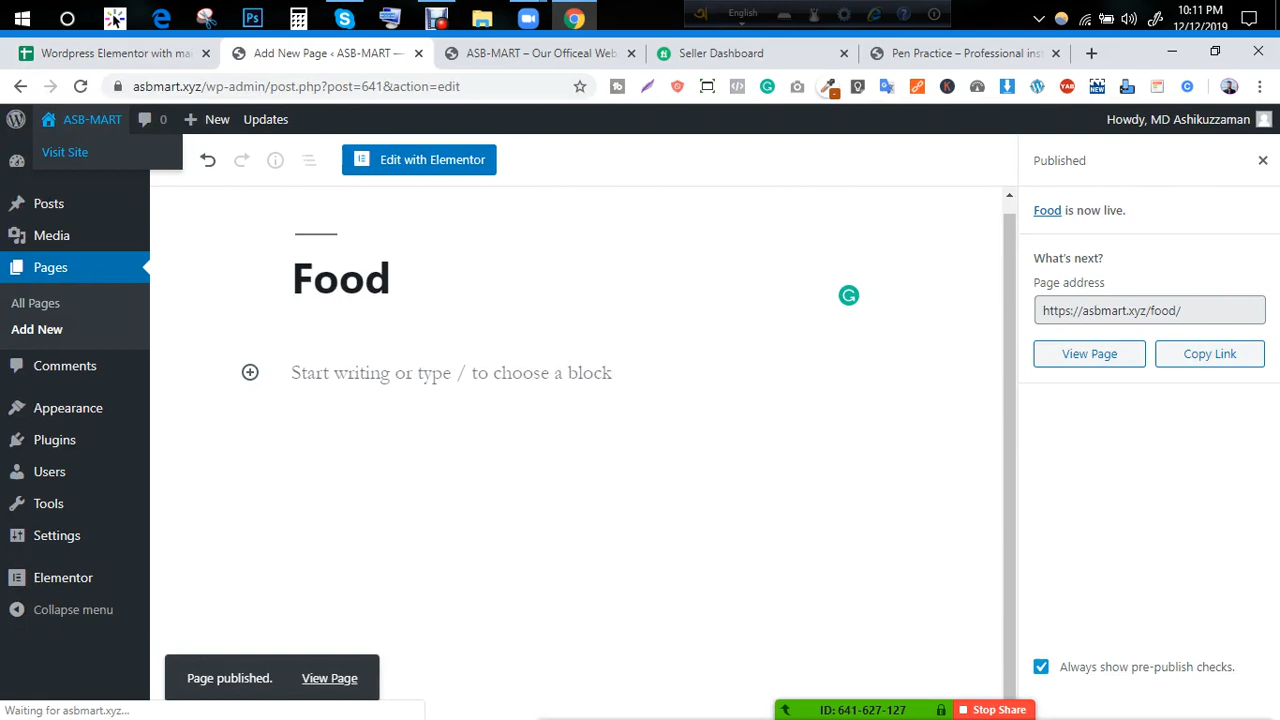 English
10:11 PM
12/12/2019
Wordpress Elementor with ma
Add New Page ‹ ASB-MART —
ASB-MART – Our Officeal Web
Seller Dashboard
Pen Practice – Professional inst
asbmart.xyz/wp-admin/post.php?post=641&action=edit
ASB-MART
0
New
Updates
Howdy, MD Ashikuzzaman
Visit Site
Edit with Elementor
Published
Posts
Media
Pages
All Pages
Add New
Comments
Appearance
Plugins
Users
Tools
Settings
Elementor
Collapse menu
Food
Start writing or type / to choose a block
Food is now live.
What's next?
Page address
https://asbmart.xyz/food/
View Page
Copy Link
Always show pre-publish checks.
Page published.
View Page
Waiting for asbmart.xyz...
ID: 641-627-127
Stop Share